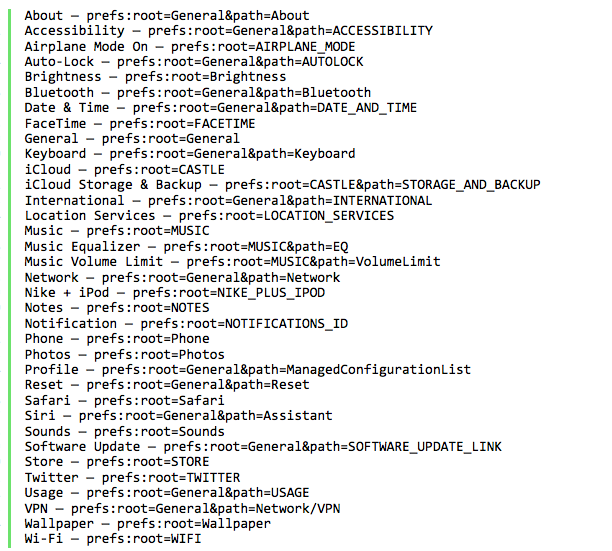 About — prefs:root=General&path=About
Accessibility — prefs:root=General&path=ACCESSIBILITY
Airplane Mode On — prefs:root=AIRPLANE_MODE
Auto-Lock — prefs:root=General&path=AUTOLOCK
Brightness — prefs:root=Brightness
Bluetooth — prefs:root=General&path=Bluetooth
Date & Time — prefs:root=General&path=DATE_AND_TIME
FaceTime — prefs:root=FACETIME
General — prefs:root=General
Keyboard — prefs:root=General&path=Keyboard
iCloud — prefs:root=CASTLE
iCloud Storage & Backup — prefs:root=CASTLE&path=STORAGE_AND_BACKUP
International — prefs:root=General&path=INTERNATIONAL
Location Services — prefs:root=LOCATION_SERVICES
Music — prefs:root=MUSIC
Music Equalizer — prefs:root=MUSIC&path=EQ
Music Volume Limit — prefs:root=MUSIC&path=VolumeLimit
Network — prefs:root=General&path=Network
Nike + iPod — prefs:root=NIKE_PLUS_IPOD
Notes — prefs:root=NOTES
Notification — prefs:root=NOTIFICATIONS_ID
Phone — prefs:root=Phone
Photos — prefs:root=Photos
Profile — prefs:root=General&path=ManagedConfigurationList
Reset — prefs:root=General&path=Reset
Safari — prefs:root=Safari
Siri — prefs:root=General&path=Assistant
Sounds — prefs:root=Sounds
Software Update — prefs:root=General&path=SOFTWARE_UPDATE_LINK
Store — prefs:root=STORE
Twitter — prefs:root=TWITTER
Usage — prefs:root=General&path=USAGE
VPN — prefs:root=General&path=Network/VPN
Wallpaper — prefs:root=Wallpaper
Wi-Fi — prefs:root=WIFI